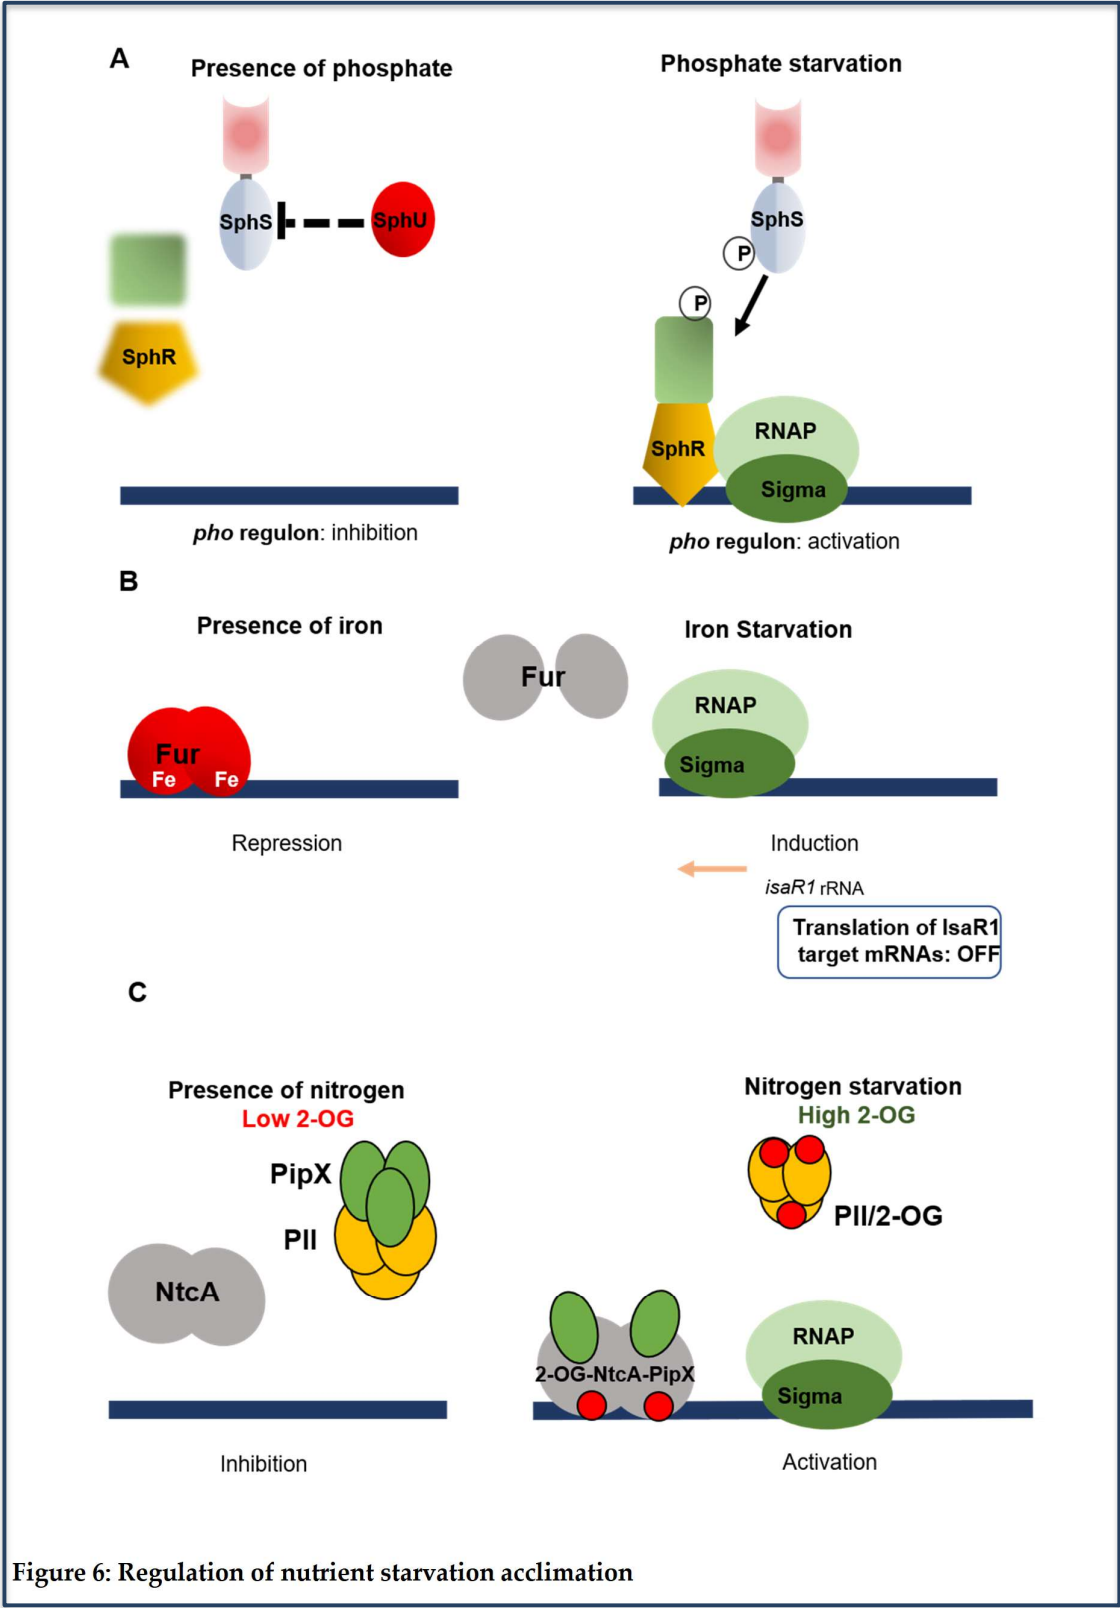 A
Presence of phosphate
Phosphate starvation
SphS
SphU
SphS
P
P
SphR
SphR
RNAP
Sigma
pho regulon: inhibition
pho regulon: activation
B
Presence of iron
Iron Starvation
Fur
RNAP
Fur
Sigma
Fe
Fe
Repression
Induction
isaR1 rRNA
Translation of IsaR1
target mRNAs: OFF
C
Presence of nitrogen
Low 2-OG
Nitrogen starvation
High 2-OG
PipX
PII
PII/2-OG
NtcA
RNAP
2-OG-NtcA-PipX
Sigma
Inhibition
Activation
Figure 6: Regulation of nutrient starvation acclimation